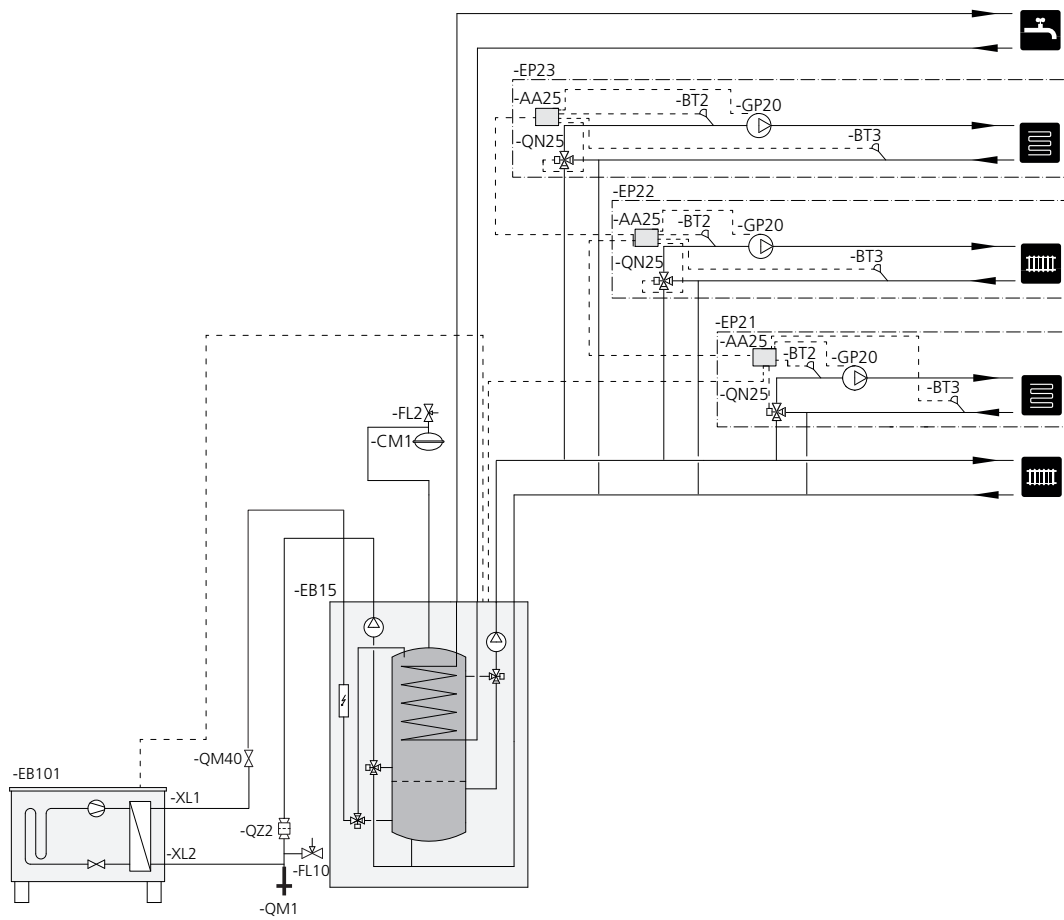 -EP23
-AA25
-BT2
-GP20
-QN25
-BT3
-EP22
-AA25
-BT2
-GP20
-QN25
-BT3
-EP21
-AA25
-BT2
-GP20
-QN25
-BT3
-FL2
-CM1
-EB15
-QM40
-EB101
-XL1
-QZ2
-XL2
-FL10
-QM1